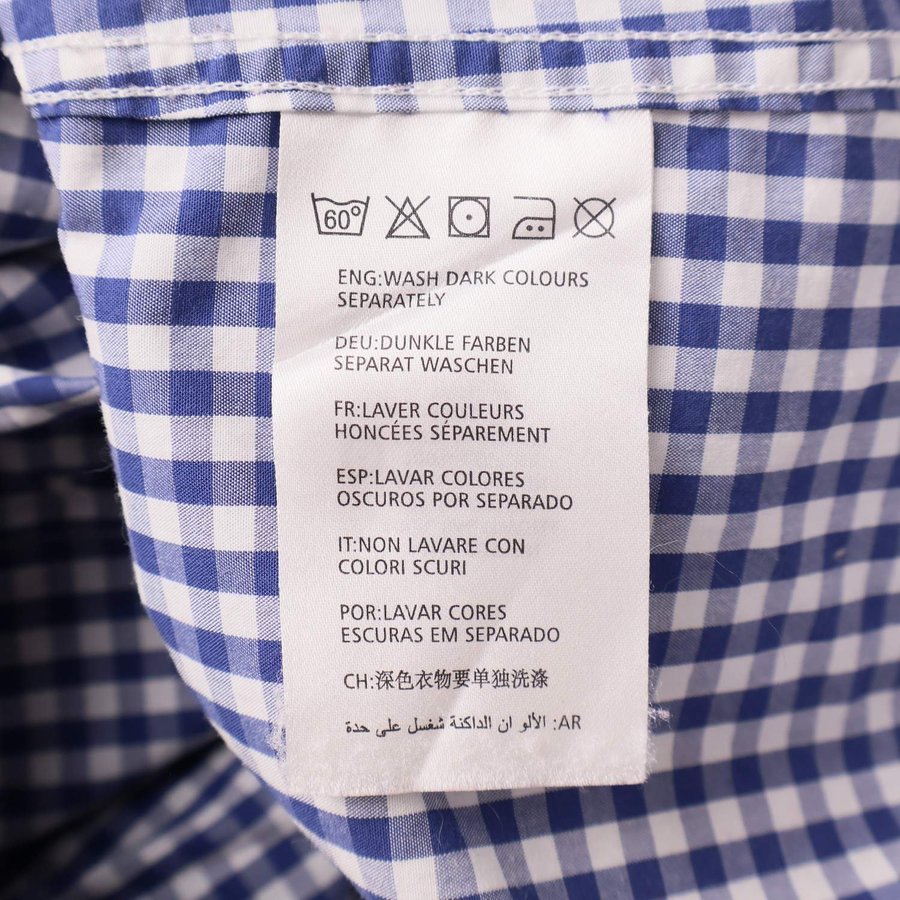 60°
ENG:WASH DARK COLOURS
SEPARATELY
DEU:DUNKLE FARBEN
SEPARAT WASCHEN
FR:LAVER COULEURS
HONCÉES SÉPAREMENT
ESP:LAVAR COLORES
OSCUROS POR SEPARADO
IT:NON LAVARE CON
COLORI SCURI
POR:LAVAR CORES
ESCURAS EM SEPARADO
CH:深色衣物要单独洗涤
AR: الألو ان الداكنة شغسل على حدة